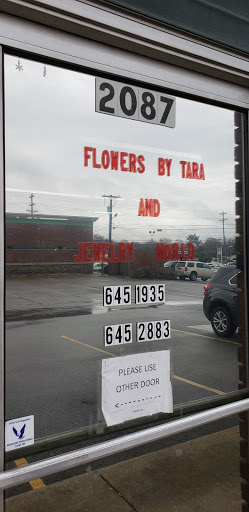 2087
FLOWERS BY TARA
AND
JEWELRY WORLD
645 1935
645 2883
PLEASE USE
OTHER DOOR